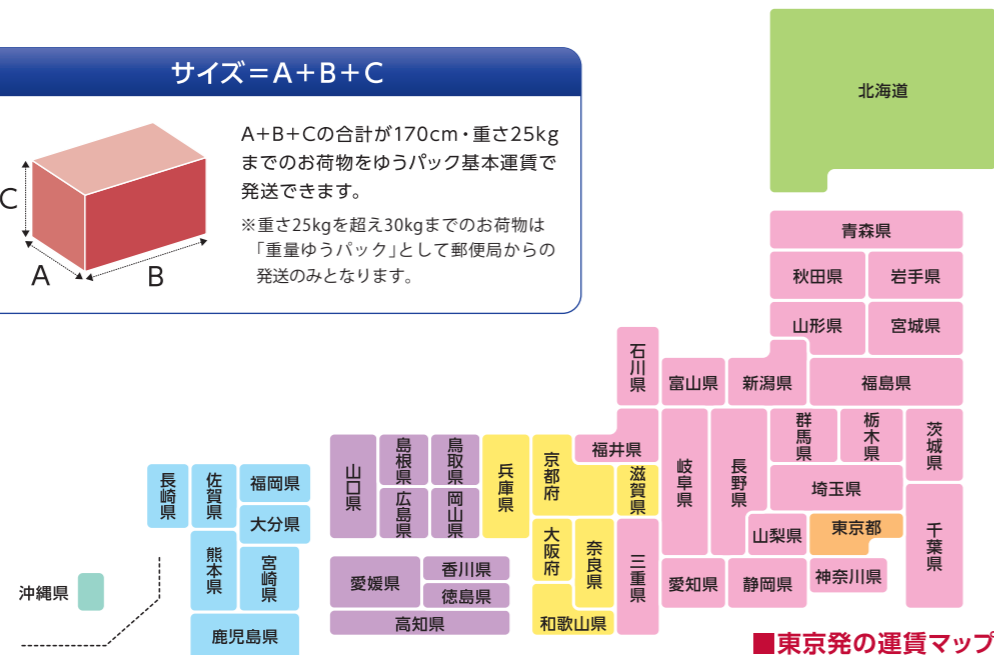 サイズ＝A＋B＋C
A＋B＋Cの合計が170cm・重さ25kg
までのお荷物をゆうパック基本運賃で
発送できます。
※重さ25kgを超え30kgまでのお荷物は
「重量ゆうパック」として郵便局からの
発送のみとなります。
C
A
B
北海道
青森県
秋田県
岩手県
山形県
宮城県
石川県
富山県
新潟県
福島県
福井県
岐阜県
長野県
群馬県
栃木県
茨城県
埼玉県
山梨県
東京都
千葉県
愛知県
静岡県
神奈川県
三重県
滋賀県
京都府
兵庫県
大阪府
奈良県
和歌山県
鳥取県
島根県
岡山県
広島県
山口県
愛媛県
香川県
徳島県
高知県
福岡県
佐賀県
長崎県
大分県
熊本県
宮崎県
鹿児島県
沖縄県
■東京発の運賃マップ